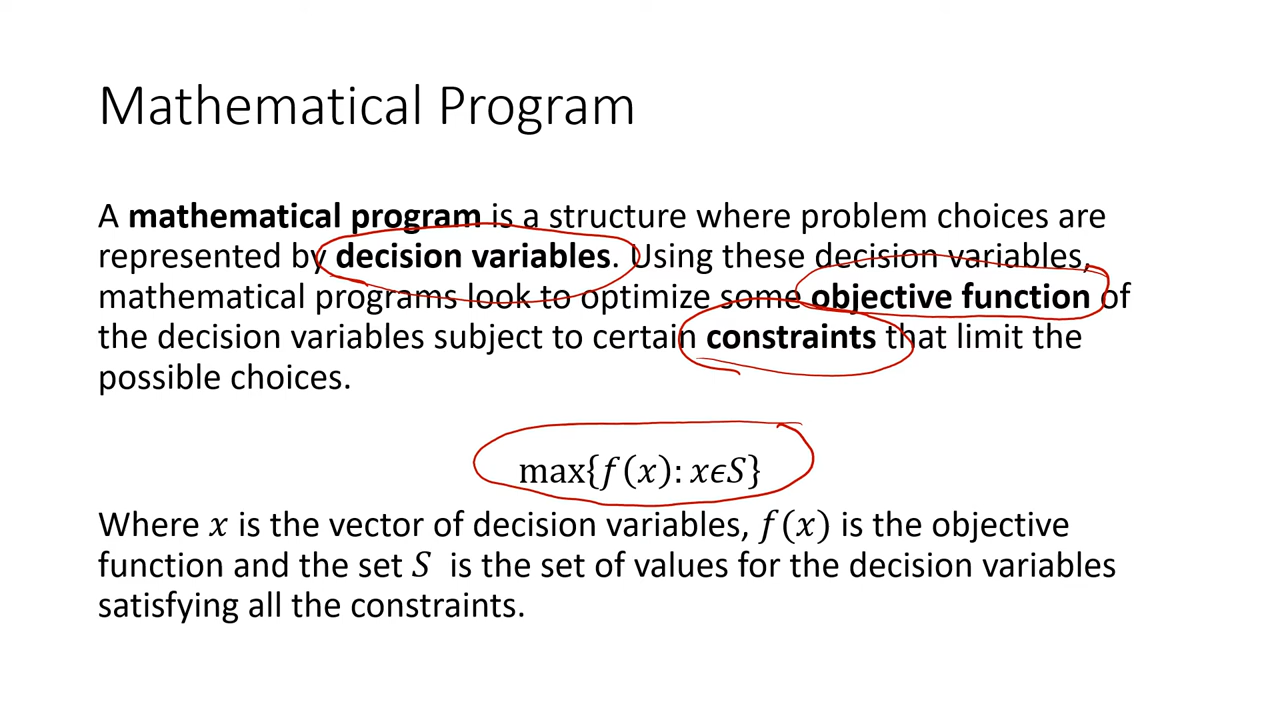 Mathematical Program
A mathematical program is a structure where problem choices are
represented by decision variables. Using these decision variables,
mathematical programs look to optimize some objective function of
the decision variables subject to certain constraints that limit the
possible choices.
max{f(x): xϵS}
Where x is the vector of decision variables, f(x) is the objective
function and the set S is the set of values for the decision variables
satisfying all the constraints.